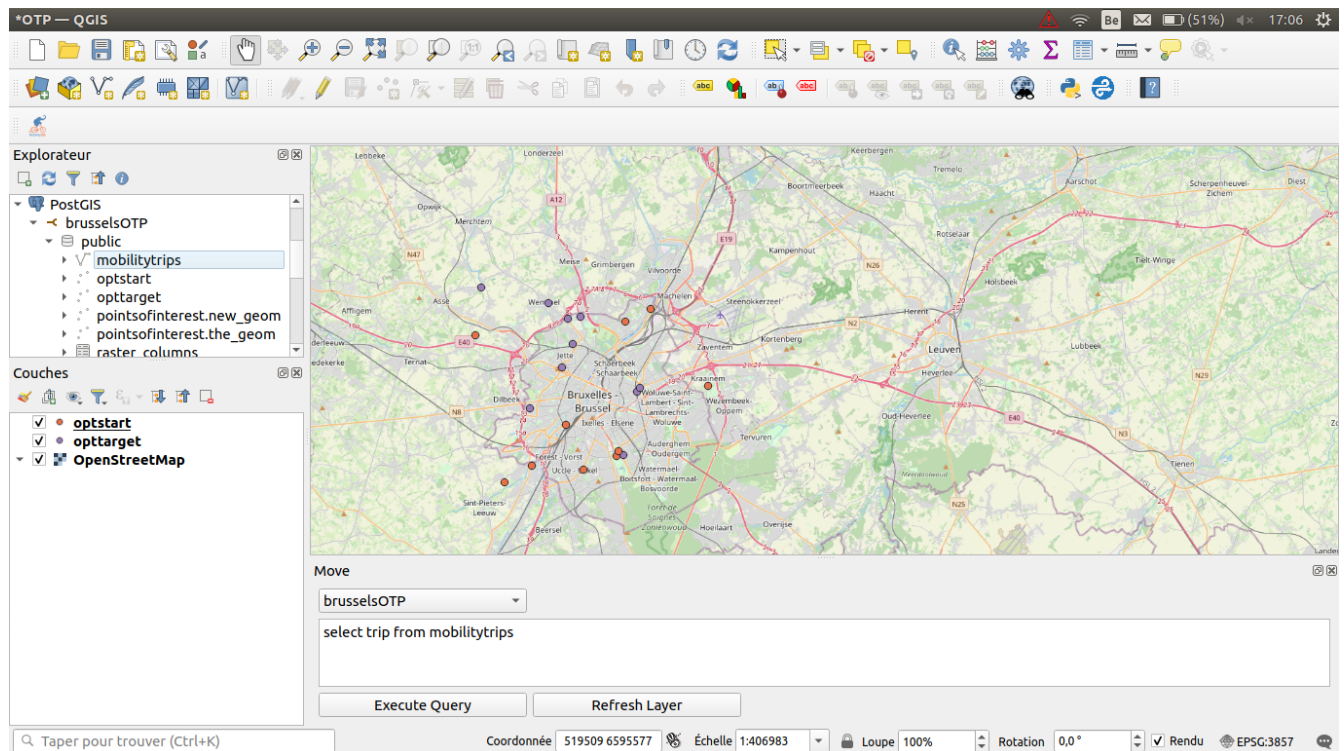 *OTP — QGIS
Be (51%) 17:06
abc
Explorateur
PostGIS
brusselsOTP
public
mobilitytrips
optstart
opttarget
pointsofinterest.new_geom
pointsofinterest.the_geom
raster_columns
Couches
optstart
opttarget
OpenStreetMap
Lebbeke
Londerzeel
Keerbergen
Tremelo
Boortmeerbeek
Haacht
Aarschot
Scherpenheuvel-
Zichem
Diest
A12
Opwijk
Merchtem
Rotselaar
E19
N47
Kampenhout
Meise
Grimbergen
Vilvoorde
N26
Tielt-Winge
Holsbeek
Asse
Machelen
Steenokkerzeel
Affligem
Herent
N2
E40
Kortenberg
Zaventem
Leuven
Lubbeek
Ternat
Jette
Schaerbeek
- Schaarbeek
Heverlee
Kraainem
N29
Dilbeek
Bruxelles -
Brussel
Woluwe-Saint-
Lambert - Sint-
Lambrechts-
Woluwe
Wezembeek-
Oppem
N8
Ixelles - Elsene
Oud-Heverlee
E40
Tervuren
N3
Auderghem
- Oudergem
Forest - Vorst
Watermael-
Boitsfort - Watermaal-
Bosvoorde
Tienen
Sint-Pieters-
Leeuw
N25
Hoeilaart
Overijse
Beersel
Move
brusselsOTP
select trip from mobilitytrips
Execute Query
Refresh Layer
Taper pour trouver (Ctrl+K)
Coordonnée 519509 6595577 Échelle 1:406983 Loupe 100% Rotation 0,0 ° Rendu EPSG:3857